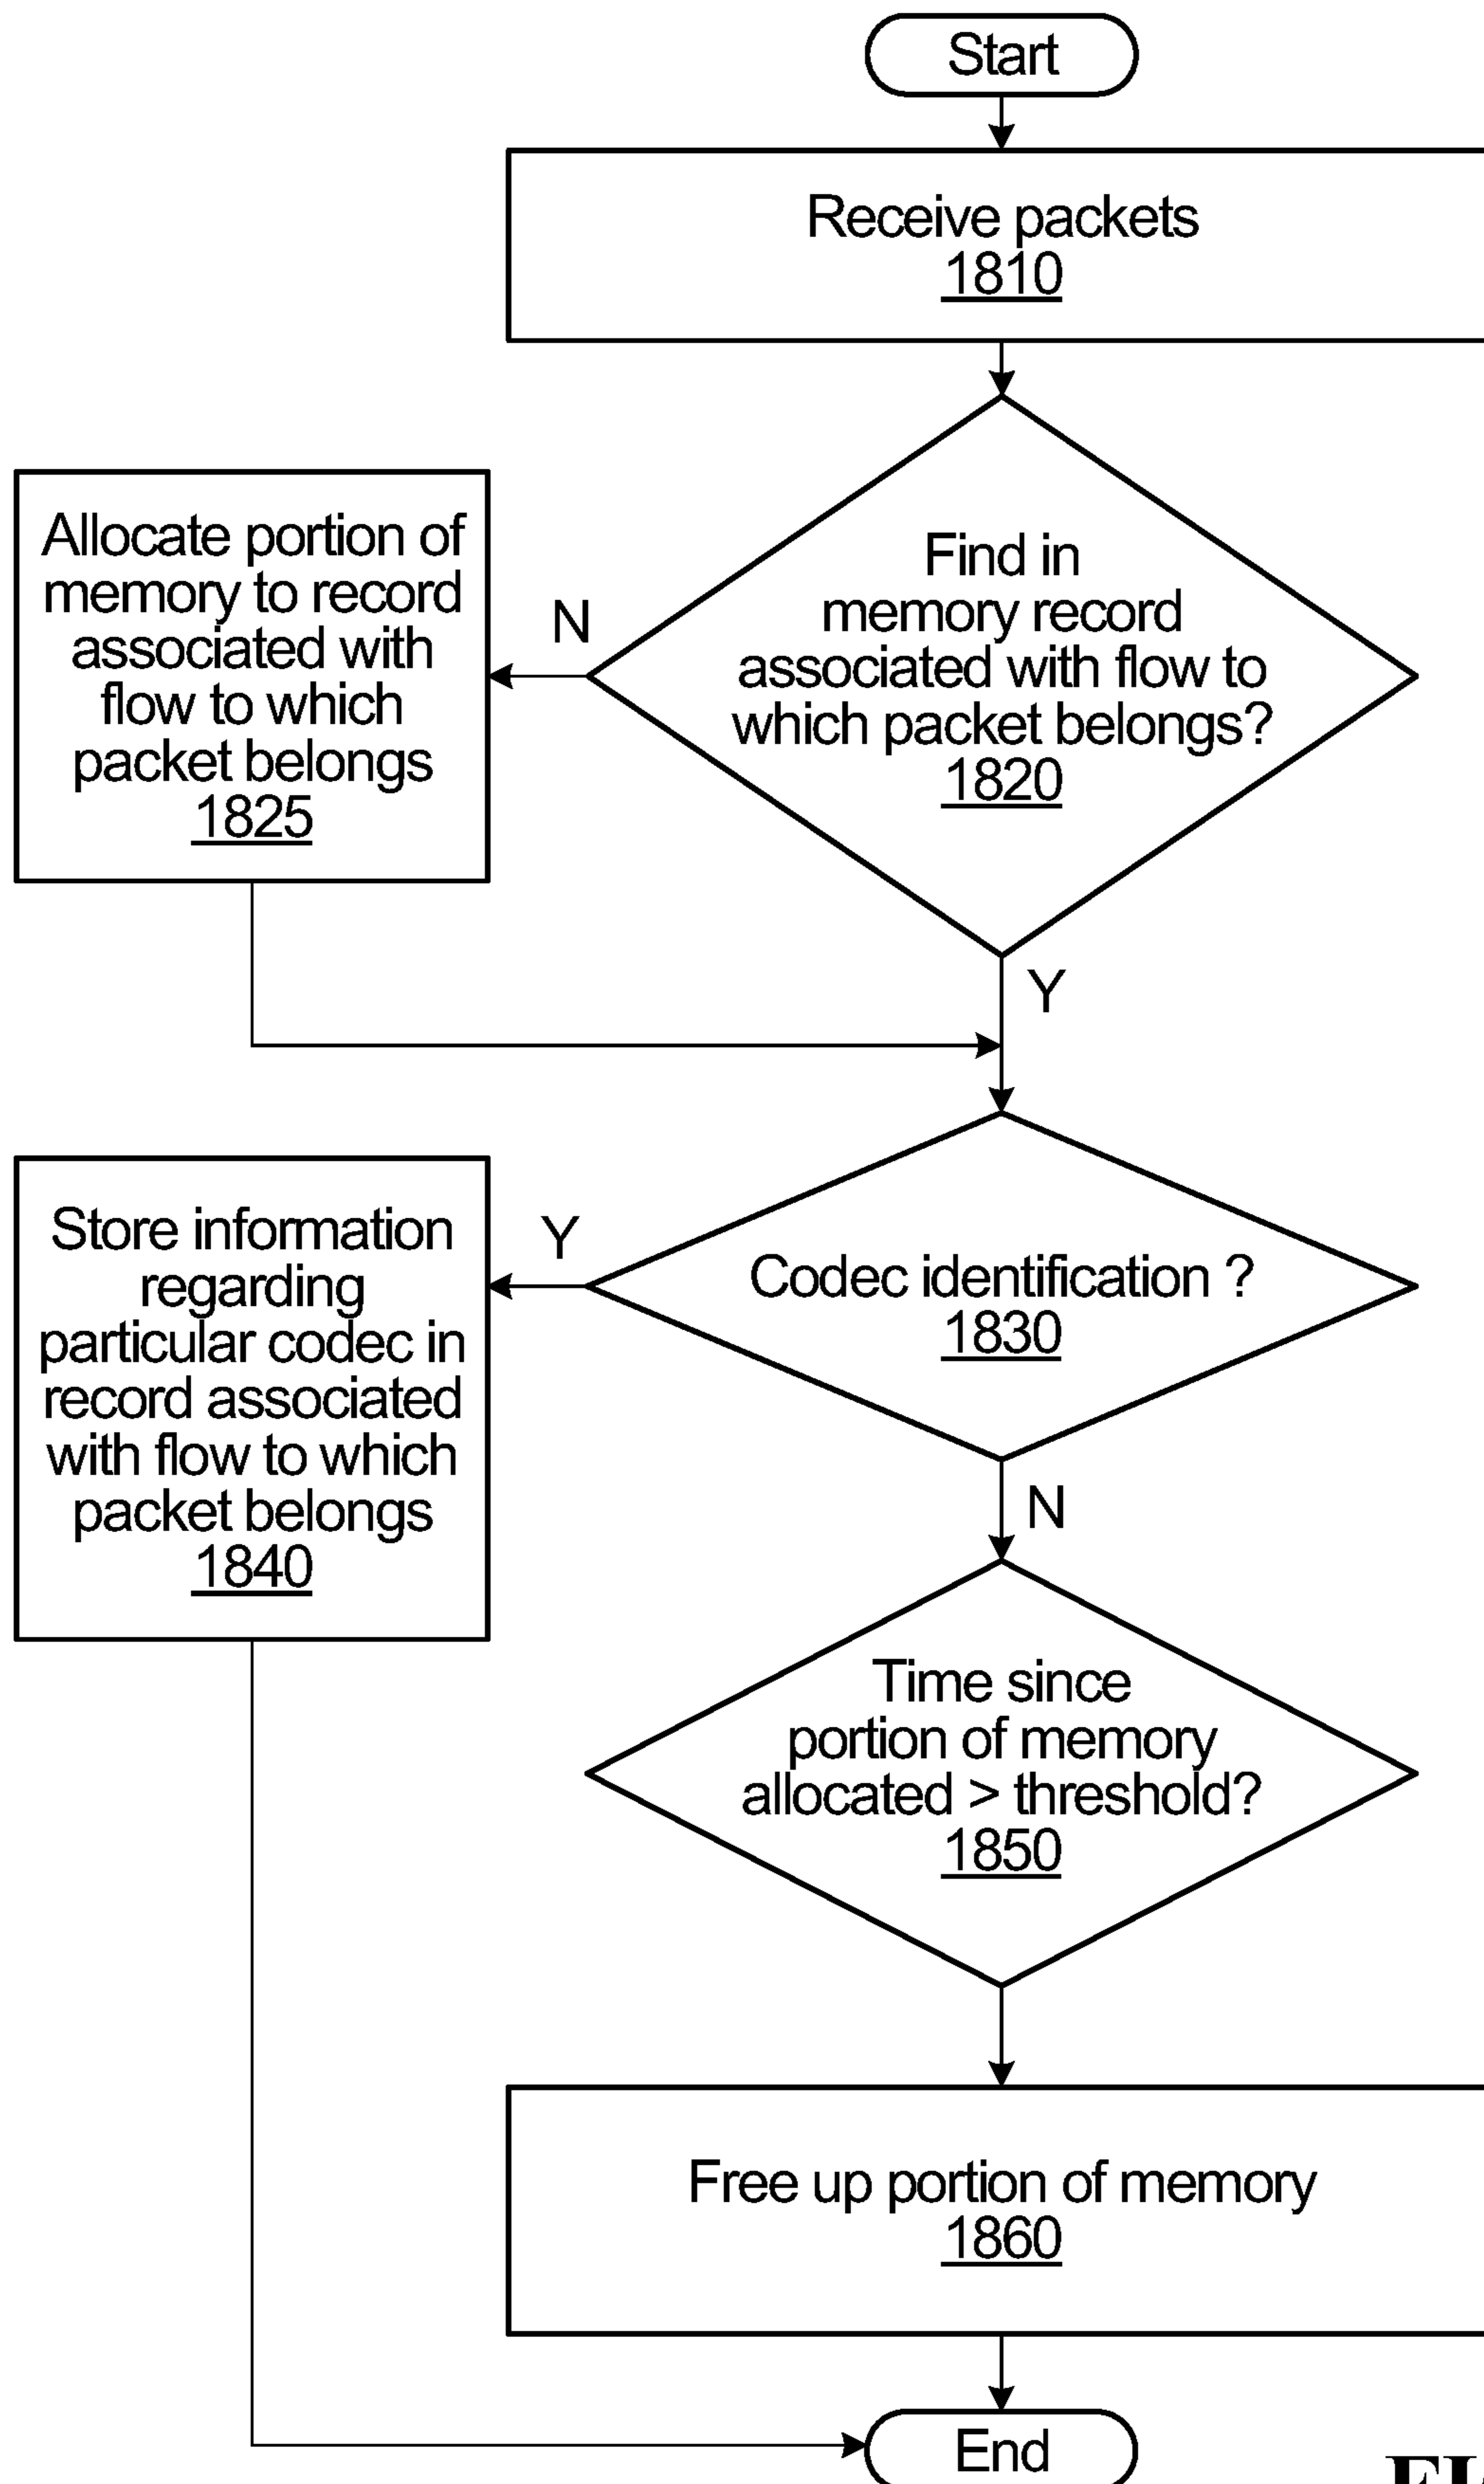 Start
Receive packets
1810
Find in
memory record
associated with flow to
which packet belongs?
1820
N
Allocate portion of
memory to record
associated with
flow to which
packet belongs
1825
Y
Codec identification ?
1830
Y
Store information
regarding
particular codec in
record associated
with flow to which
packet belongs
1840
N
Time since
portion of memory
allocated > threshold?
1850
Free up portion of memory
1860
End